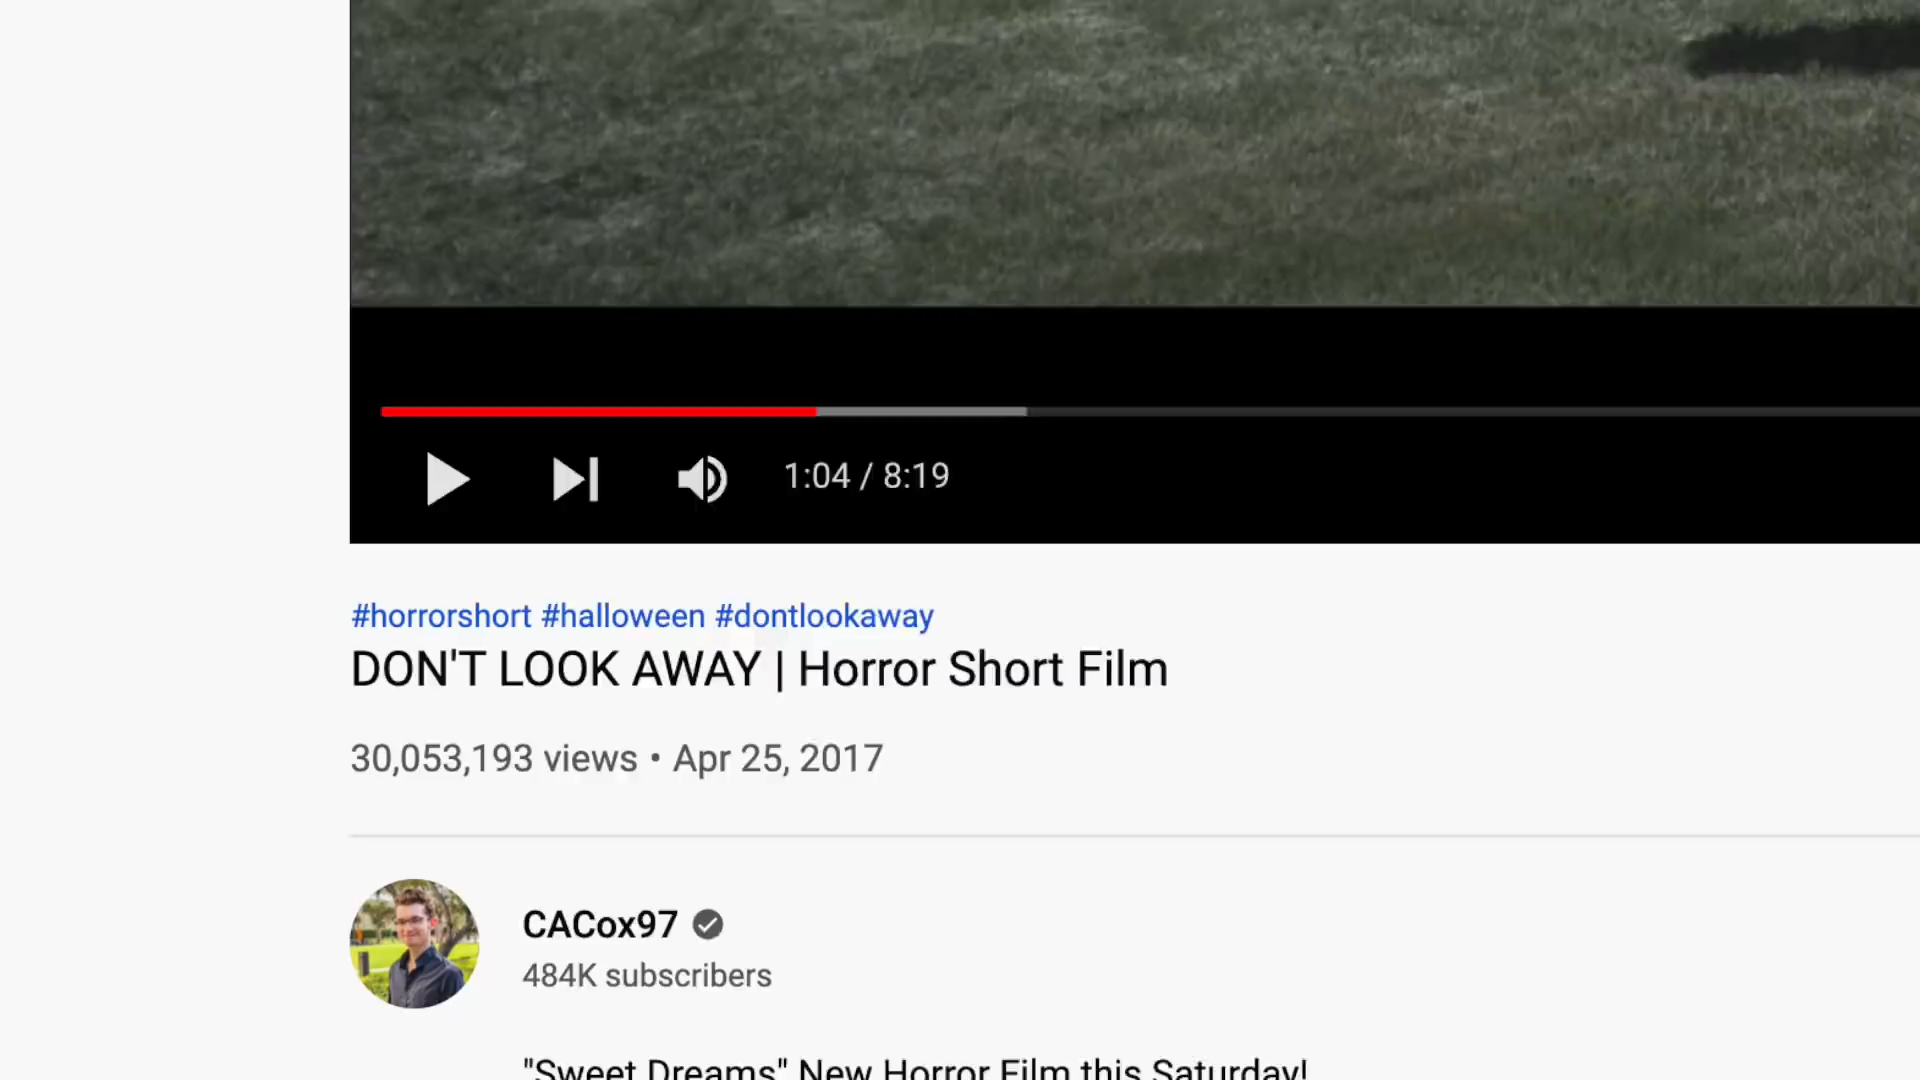 1:04 / 8:19
#horrorshort #halloween #dontlookaway
DON'T LOOK AWAY | Horror Short Film
30,053,193 views • Apr 25, 2017
CACox97
484K subscribers
"Sweet Dreams" New Horror Film this Saturday!